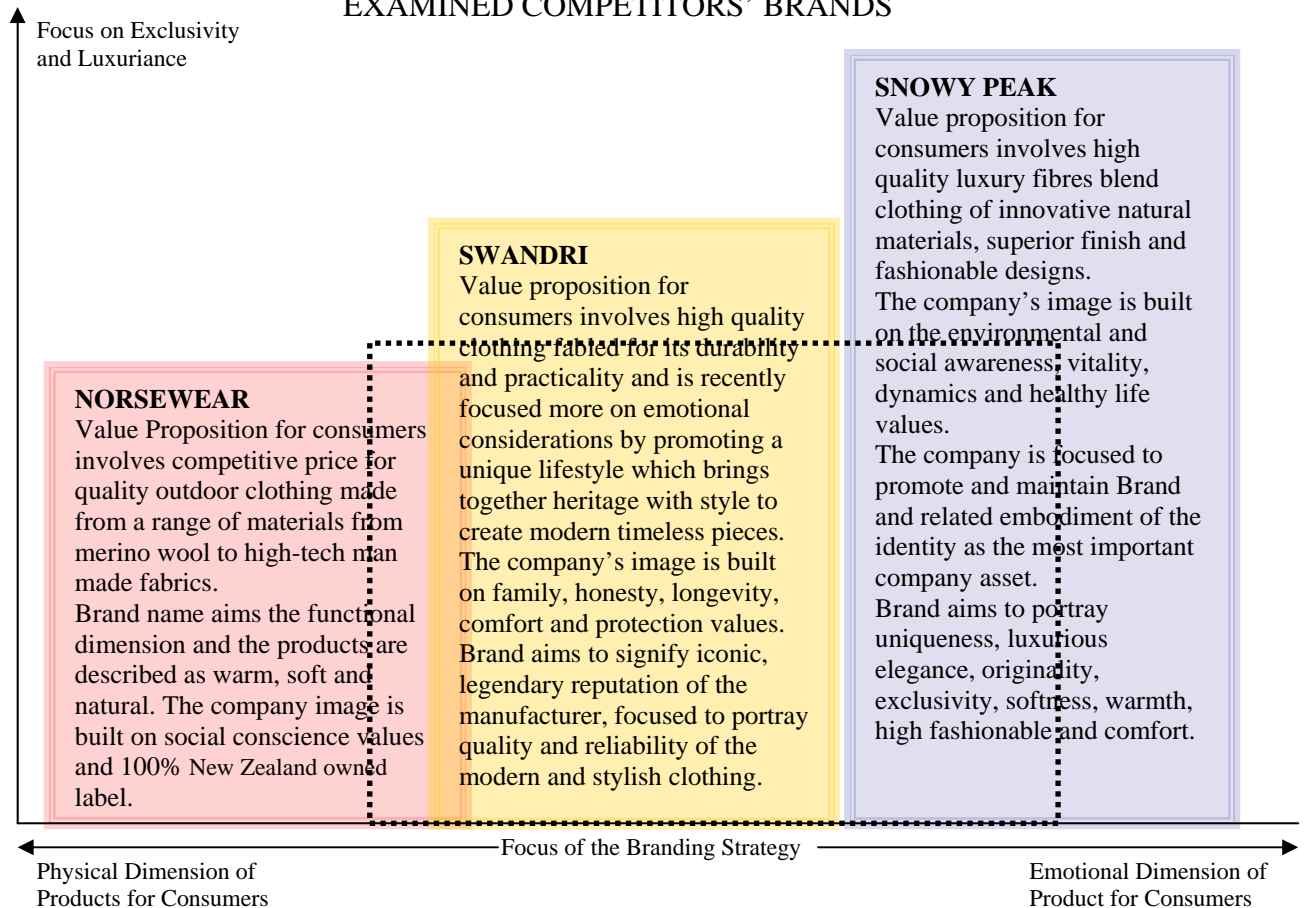 EXAMINED COMPETITORS’ BRANDS
Focus on Exclusivity
and Luxuriance
SNOWY PEAK
Value proposition for
consumers involves high
quality luxury fibres blend
clothing of innovative natural
materials, superior finish and
fashionable designs.
The company’s image is built
on the environmental and
social awareness, vitality,
dynamics and healthy life
values.
The company is focused to
promote and maintain Brand
and related embodiment of the
identity as the most important
company asset.
Brand aims to portray
uniqueness, luxurious
elegance, originality,
exclusivity, softness, warmth,
high fashionable and comfort.
SWANDRI
Value proposition for
consumers involves high quality
clothing fabled for its durability
and practicality and is recently
focused more on emotional
considerations by promoting a
unique lifestyle which brings
together heritage with style to
create modern timeless pieces.
The company’s image is built
on family, honesty, longevity,
comfort and protection values.
Brand aims to signify iconic,
legendary reputation of the
manufacturer, focused to portray
quality and reliability of the
modern and stylish clothing.
NORSEWEAR
Value Proposition for consumers
involves competitive price for
quality outdoor clothing made
from a range of materials from
merino wool to high-tech man
made fabrics.
Brand name aims the functional
dimension and the products are
described as warm, soft and
natural. The company image is
built on social conscience values
and 100% New Zealand owned
label.
Focus of the Branding Strategy
Physical Dimension of
Products for Consumers
Emotional Dimension of
Product for Consumers